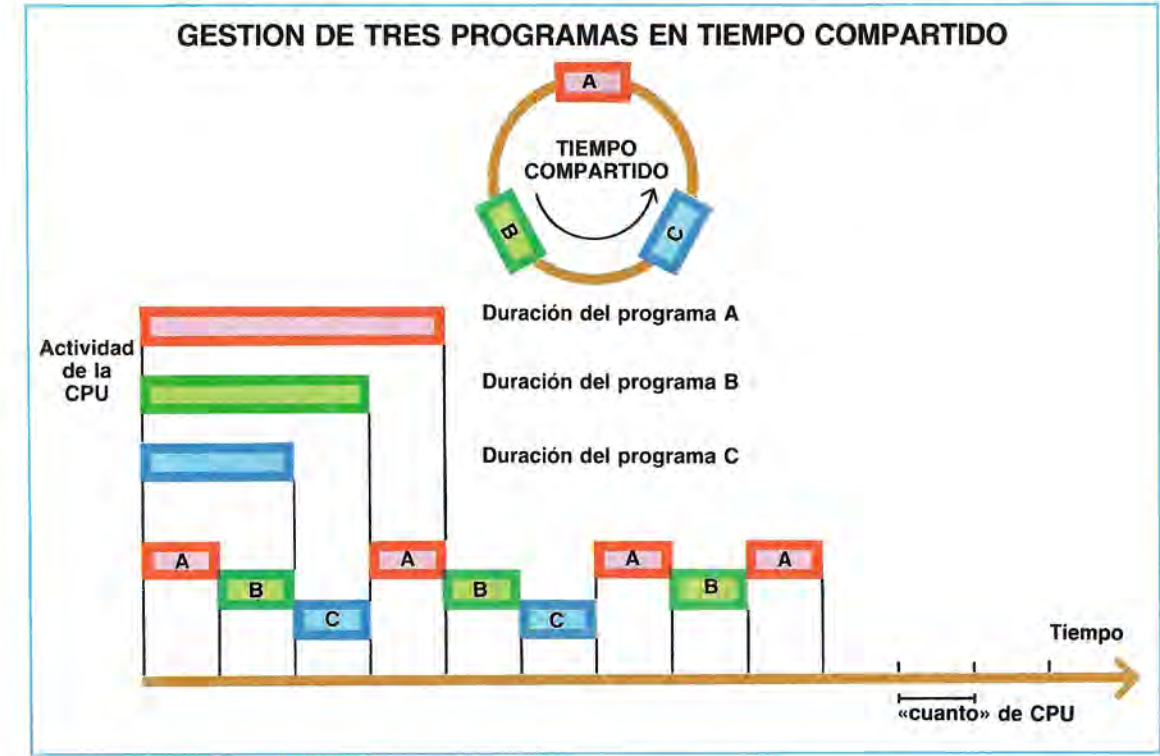 GESTION DE TRES PROGRAMAS EN TIEMPO COMPARTIDO
A
TIEMPO
COMPARTIDO
B
C
Duración del programa A
Actividad
de la
CPU
Duración del programa B
Duración del programa C
A
B
C
A
B
C
A
B
A
Tiempo
«cuanto» de CPU